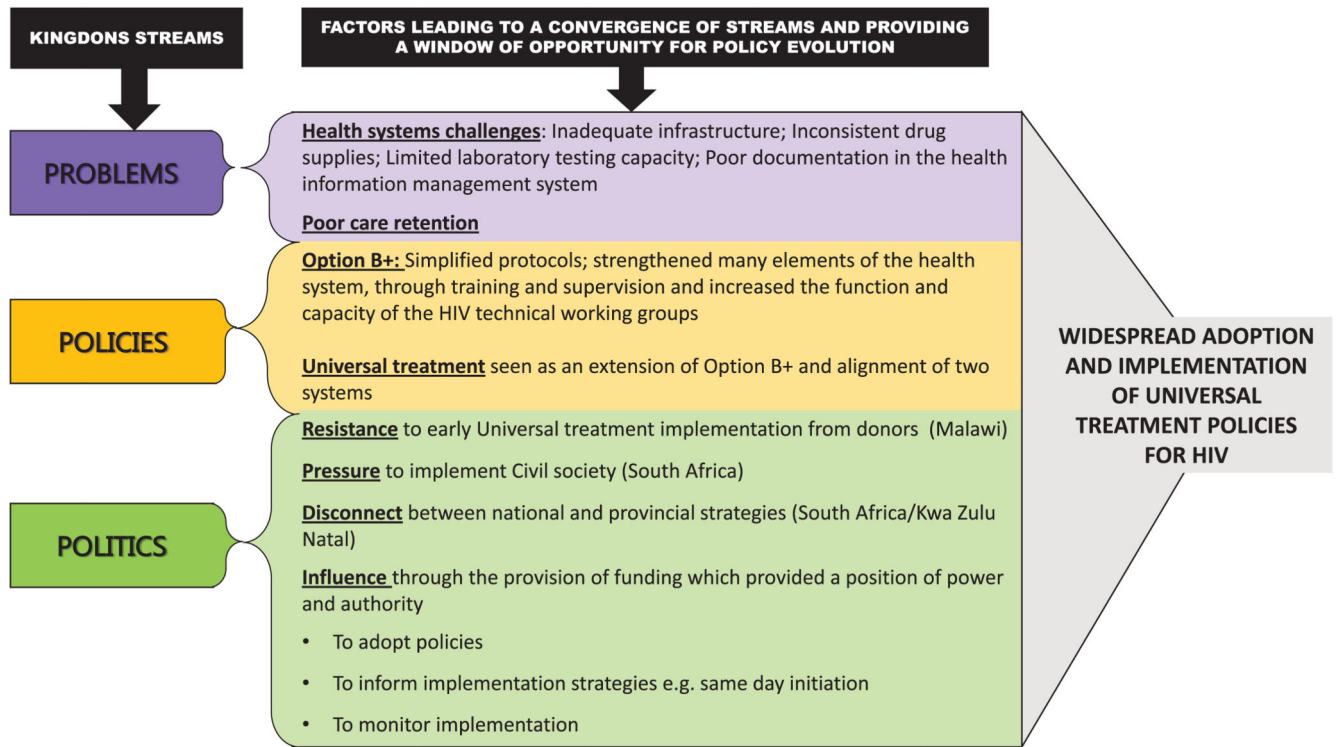 KINGDONS STREAMS
FACTORS LEADING TO A CONVERGENCE OF STREAMS AND PROVIDING
A WINDOW OF OPPORTUNITY FOR POLICY EVOLUTION
PROBLEMS
Health systems challenges: Inadequate infrastructure; Inconsistent drug
supplies; Limited laboratory testing capacity; Poor documentation in the health
information management system
Poor care retention
POLICIES
Option B+: Simplified protocols; strengthened many elements of the health
system, through training and supervision and increased the function and
capacity of the HIV technical working groups
Universal treatment seen as an extension of Option B+ and alignment of two
systems
POLITICS
Resistance to early Universal treatment implementation from donors (Malawi)
Pressure to implement Civil society (South Africa)
Disconnect between national and provincial strategies (South Africa/Kwa Zulu
Natal)
Influence through the provision of funding which provided a position of power
and authority
• To adopt policies
• To inform implementation strategies e.g. same day initiation
• To monitor implementation
WIDESPREAD ADOPTION
AND IMPLEMENTATION
OF UNIVERSAL
TREATMENT POLICIES
FOR HIV